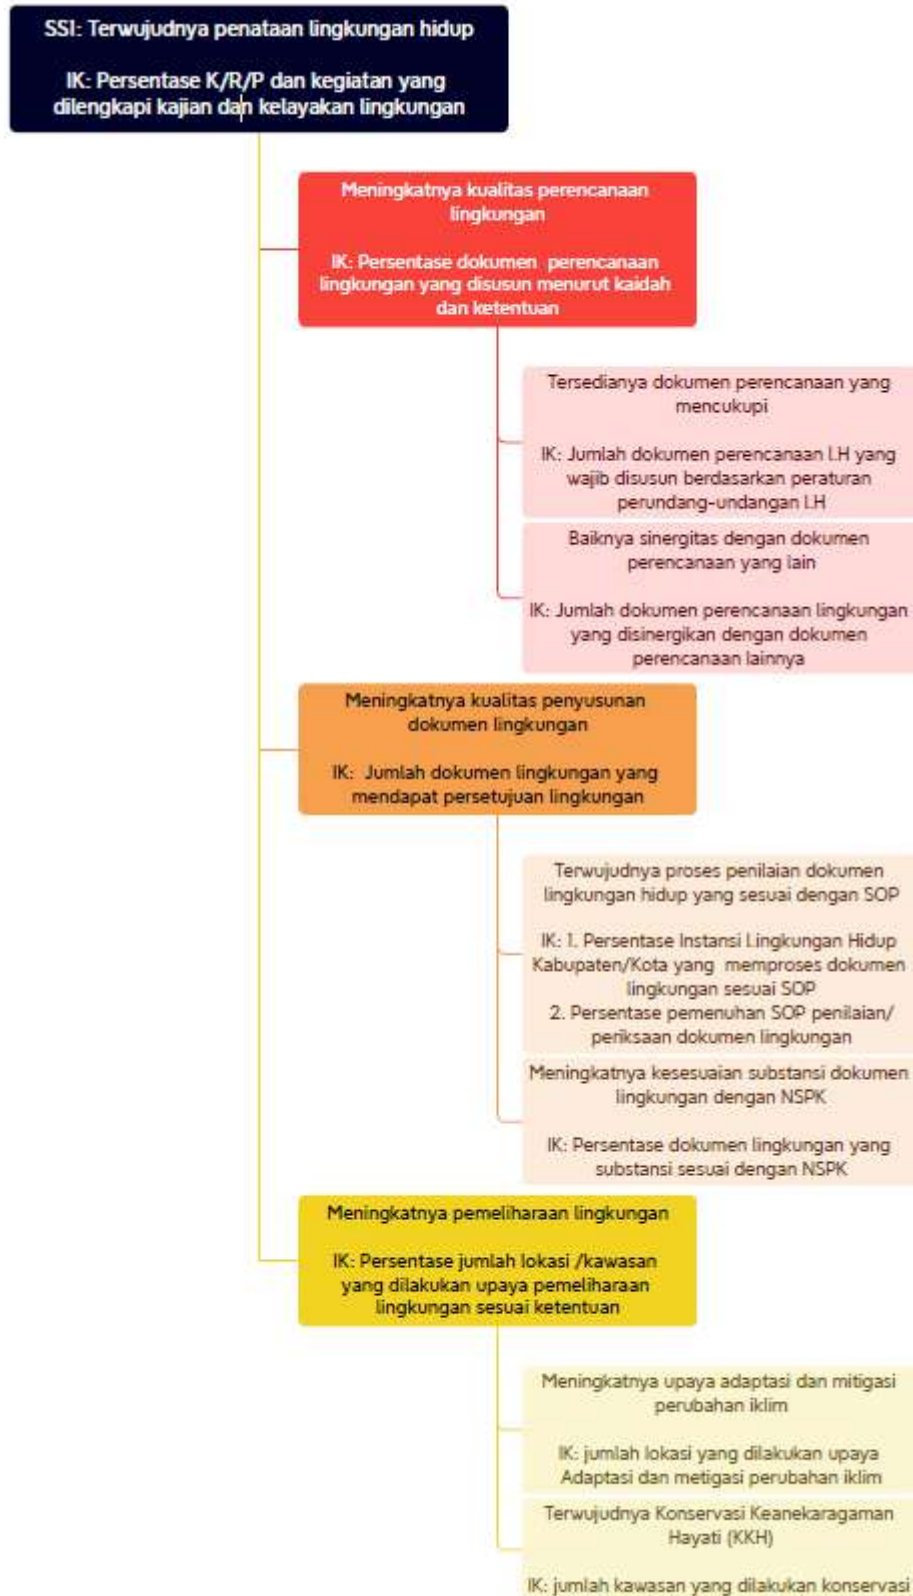 SS1: Terwujudnya penataan lingkungan hidup
IK: Persentase K/R/P dan kegiatan yang
dilengkapi kajian dan kelayakan lingkungan
Meningkatnya kualitas perencanaan
lingkungan
IK: Persentase dokumen perencanaan
lingkungan yang disusun menurut kaidah
dan ketentuan
Tersedianya dokumen perencanaan yang
mencukupi
IK: Jumlah dokumen perencanaan LH yang
wajib disusun berdasarkan peraturan
perundang-undangan LH
Baiknya sinergitas dengan dokumen
perencanaan yang lain
IK: Jumlah dokumen perencanaan lingkungan
yang disinergikan dengan dokumen
perencanaan lainnya
Meningkatnya kualitas penyusunan
dokumen lingkungan
IK: Jumlah dokumen lingkungan yang
mendapat persetujuan lingkungan
Terwujudnya proses penilaian dokumen
lingkungan hidup yang sesuai dengan SOP
IK: 1. Persentase Instansi Lingkungan Hidup
Kabupaten/Kota yang memproses dokumen
lingkungan sesuai SOP
2. Persentase pemenuhan SOP penilaian/
periksaan dokumen lingkungan
Meningkatnya kesesuaian substansi dokumen
lingkungan dengan NSPK
IK: Persentase dokumen lingkungan yang
substansi sesuai dengan NSPK
Meningkatnya pemeliharaan lingkungan
IK: Persentase jumlah lokasi /kawasan
yang dilakukan upaya pemeliharaan
lingkungan sesuai ketentuan
Meningkatnya upaya adaptasi dan mitigasi
perubahan iklim
IK: jumlah lokasi yang dilakukan upaya
Adaptasi dan metigasi perubahan iklim
Terwujudnya Konservasi Keanekaragaman
Hayati (KKH)
IK: jumlah kawasan yang dilakukan konservasi